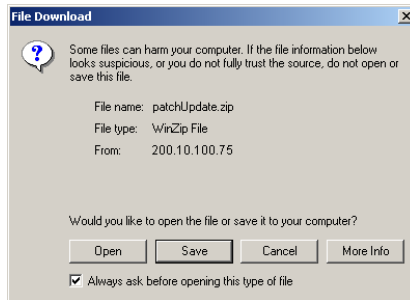 File Download
Some files can harm your computer. If the file information below
looks suspicious, or you do not fully trust the source, do not open or
save this file.
File name: patchUpdate.zip
File type: WinZip File
From: 200.10.100.75
Would you like to open the file or save it to your computer?
Open Save Cancel More Info
Always ask before opening this type of file